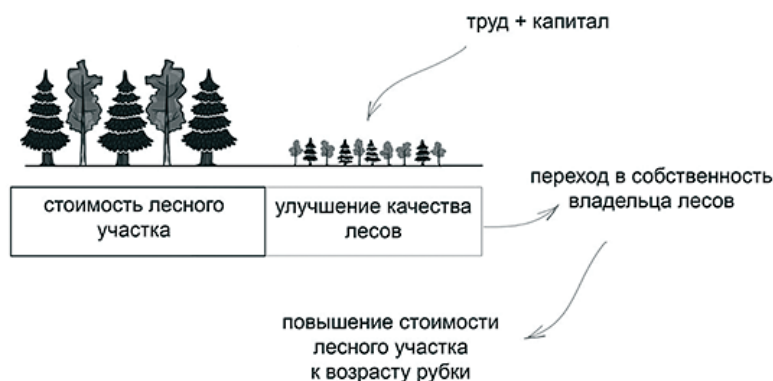 труд + капитал
стоимость лесного
участка
улучшение качества
лесов
переход в собственность
владельца лесов
повышение стоимости
лесного участка
к возрасту рубки